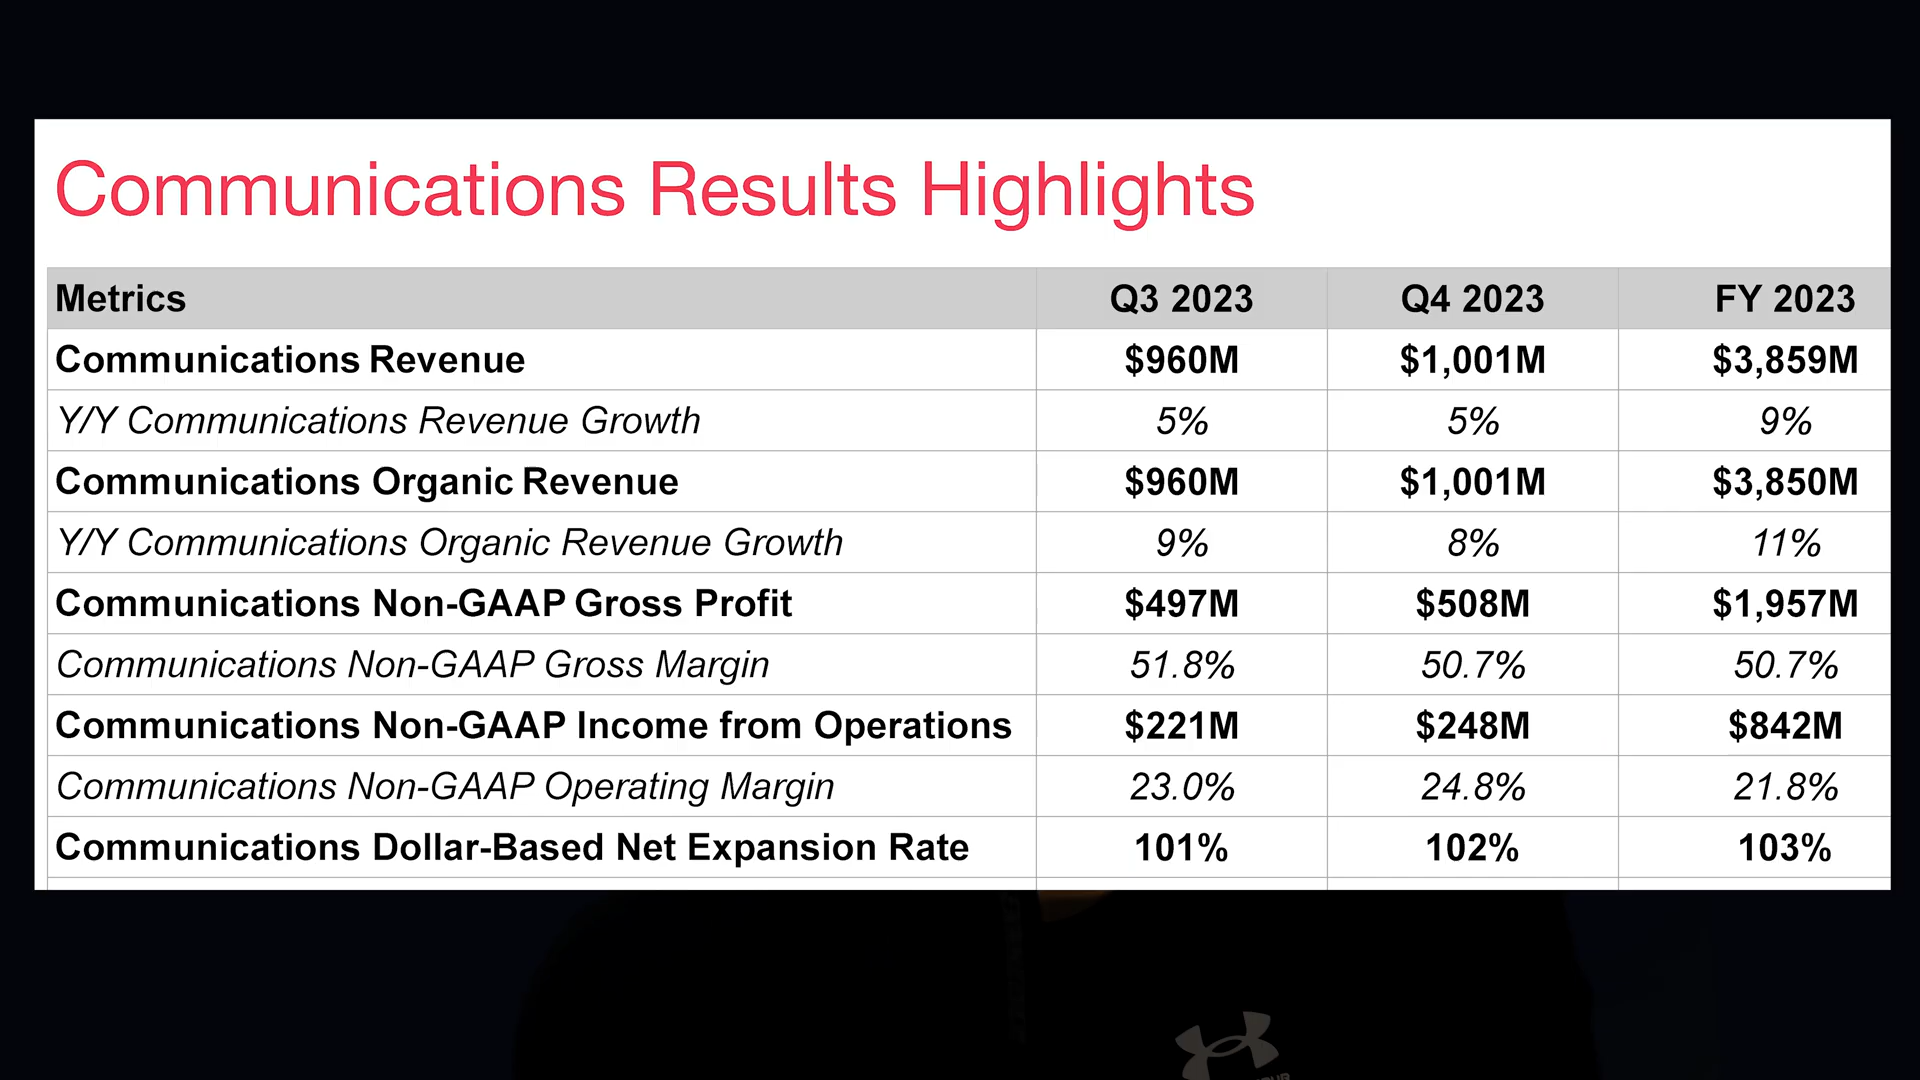 Communications Results Highlights
Metrics Q3 2023 Q4 2023 FY 2023
Communications Revenue $960M $1,001M $3,859M
Y/Y Communications Revenue Growth 5% 5% 9%
Communications Organic Revenue $960M $1,001M $3,850M
Y/Y Communications Organic Revenue Growth 9% 8% 11%
Communications Non-GAAP Gross Profit $497M $508M $1,957M
Communications Non-GAAP Gross Margin 51.8% 50.7% 50.7%
Communications Non-GAAP Income from Operations $221M $248M $842M
Communications Non-GAAP Operating Margin 23.0% 24.8% 21.8%
Communications Dollar-Based Net Expansion Rate 101% 102% 103%